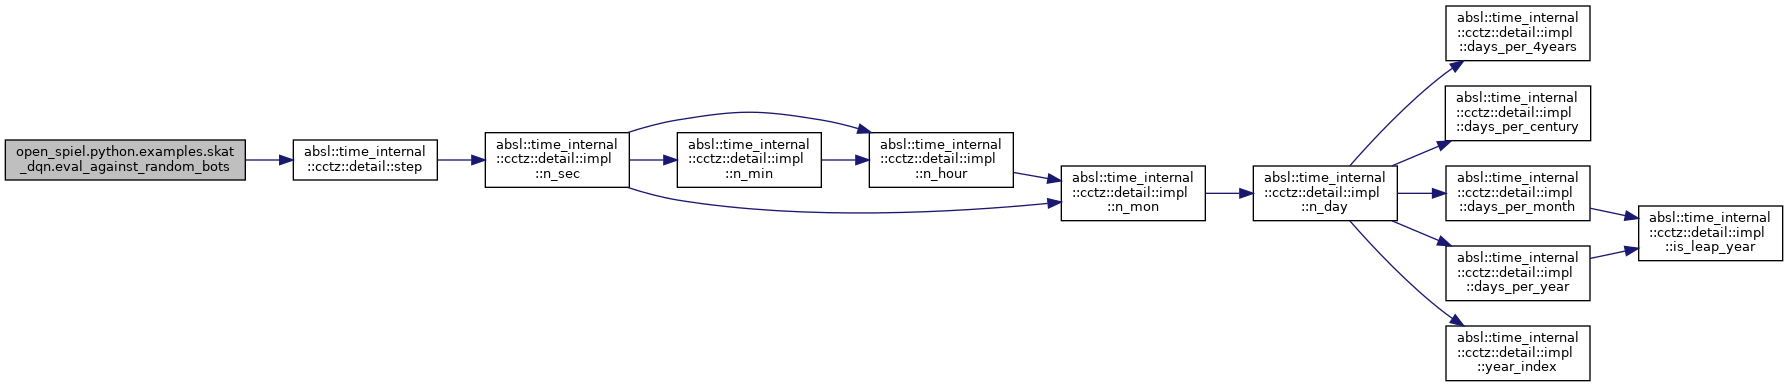 open_spiel.python.examples.skat
_dqn.eval_against_random_bots
absl::time_internal
::cctz::detail::step
absl::time_internal
::cctz::detail::impl
::n_sec
absl::time_internal
::cctz::detail::impl
::n_min
absl::time_internal
::cctz::detail::impl
::n_hour
absl::time_internal
::cctz::detail::impl
::n_mon
absl::time_internal
::cctz::detail::impl
::n_day
absl::time_internal
::cctz::detail::impl
::days_per_4years
absl::time_internal
::cctz::detail::impl
::days_per_century
absl::time_internal
::cctz::detail::impl
::days_per_month
absl::time_internal
::cctz::detail::impl
::days_per_year
absl::time_internal
::cctz::detail::impl
::year_index
absl::time_internal
::cctz::detail::impl
::is_leap_year